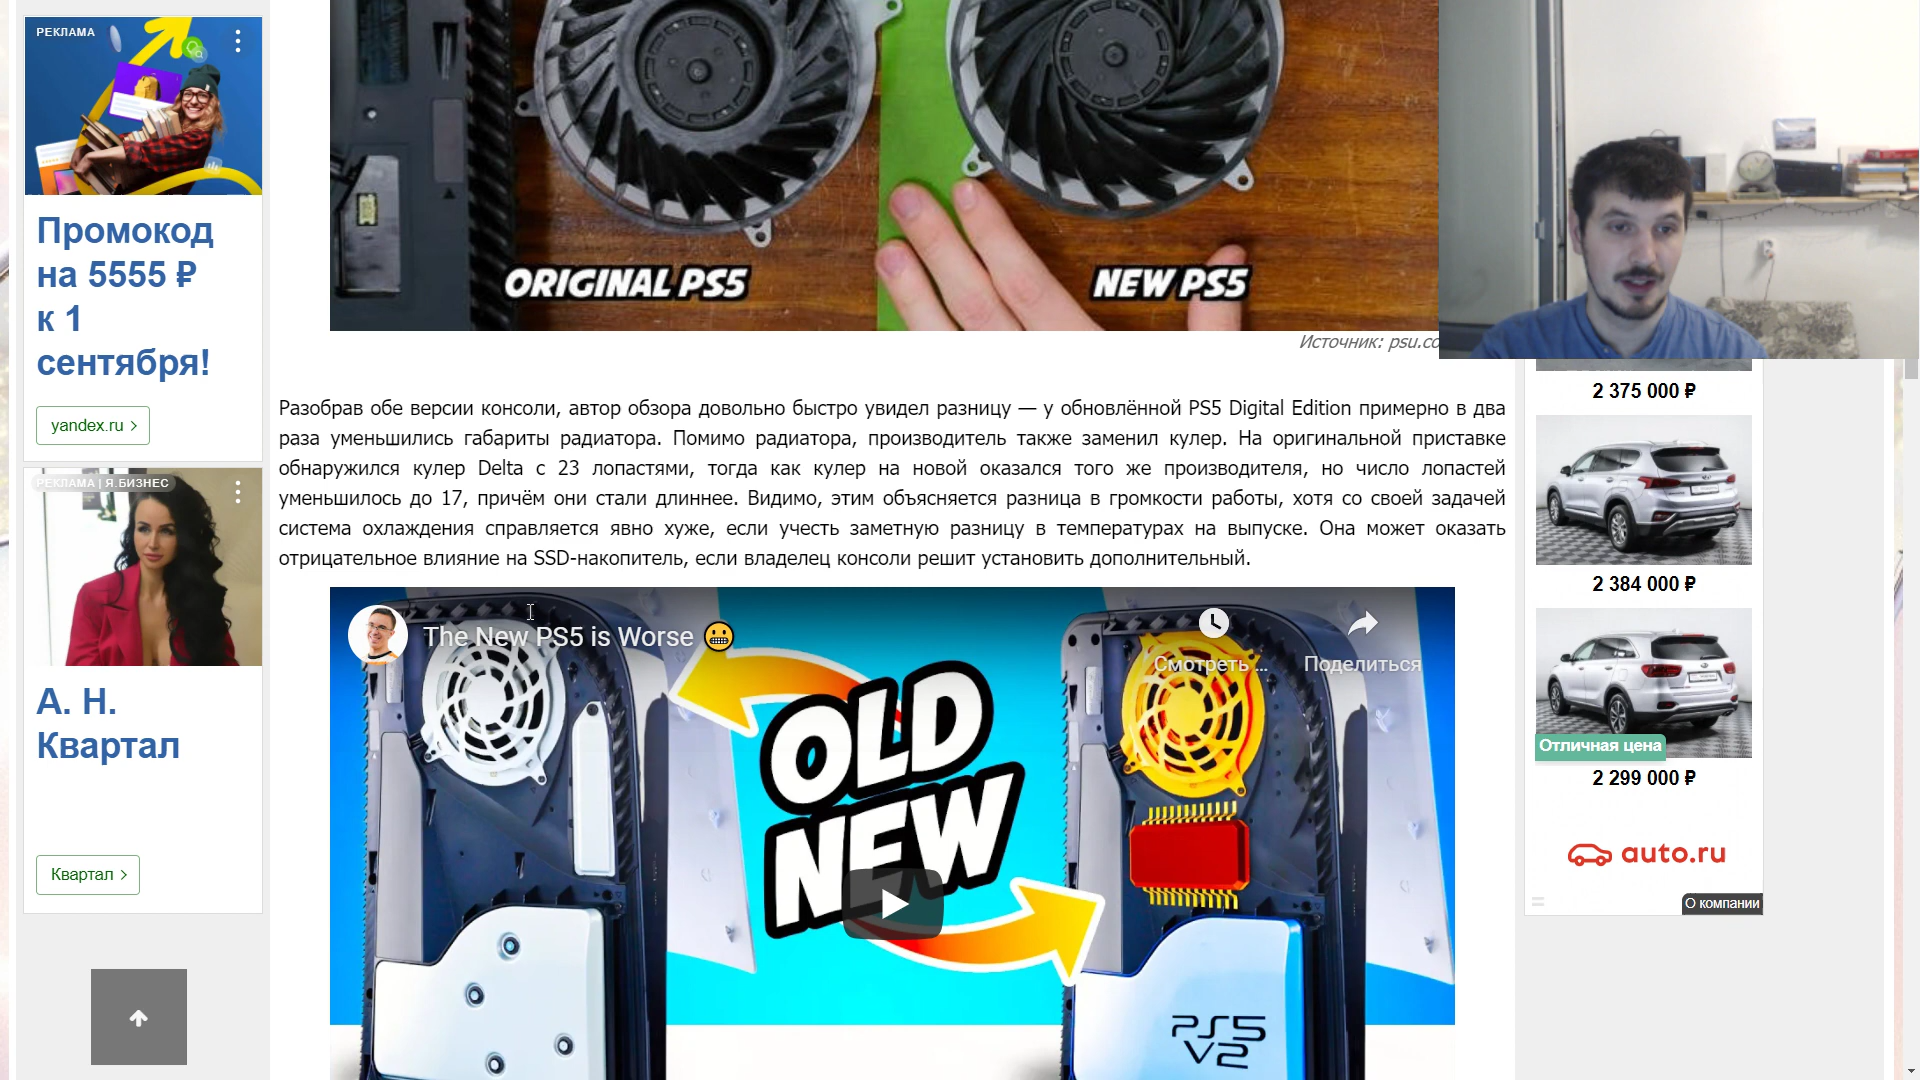 РЕКЛАМА
Промокод
на 5555 ₽
к 1
сентября!
yandex.ru
РЕКЛАМА | Я.БИЗНЕС
А. Н.
Квартал
Квартал
ORIGINAL PS5
NEW PS5
Источник: psu.co
Разобрав обе версии консоли, автор обзора довольно быстро увидел разницу — у обновлённой PS5 Digital Edition примерно в два
раза уменьшились габариты радиатора. Помимо радиатора, производитель также заменил кулер. На оригинальной приставке
обнаружился кулер Delta с 23 лопастями, тогда как кулер на новой оказался того же производителя, но число лопастей
уменьшилось до 17, причём они стали длиннее. Видимо, этим объясняется разница в громкости работы, хотя со своей задачей
система охлаждения справляется явно хуже, если учесть заметную разницу в температурах на выпуске. Она может оказать
отрицательное влияние на SSD-накопитель, если владелец консоли решит установить дополнительный.
The New PS5 is Worse
Смотреть ...
Поделиться
OLD
NEW
PS5
V2
2 375 000 ₽
2 384 000 ₽
Отличная цена
2 299 000 ₽
auto.ru
О компании